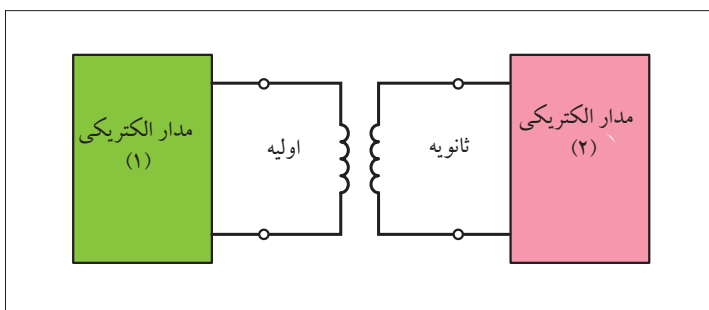 مدار الکتریکی
(۲)
ثانویه
اولیه
مدار الکتریکی
(۱)